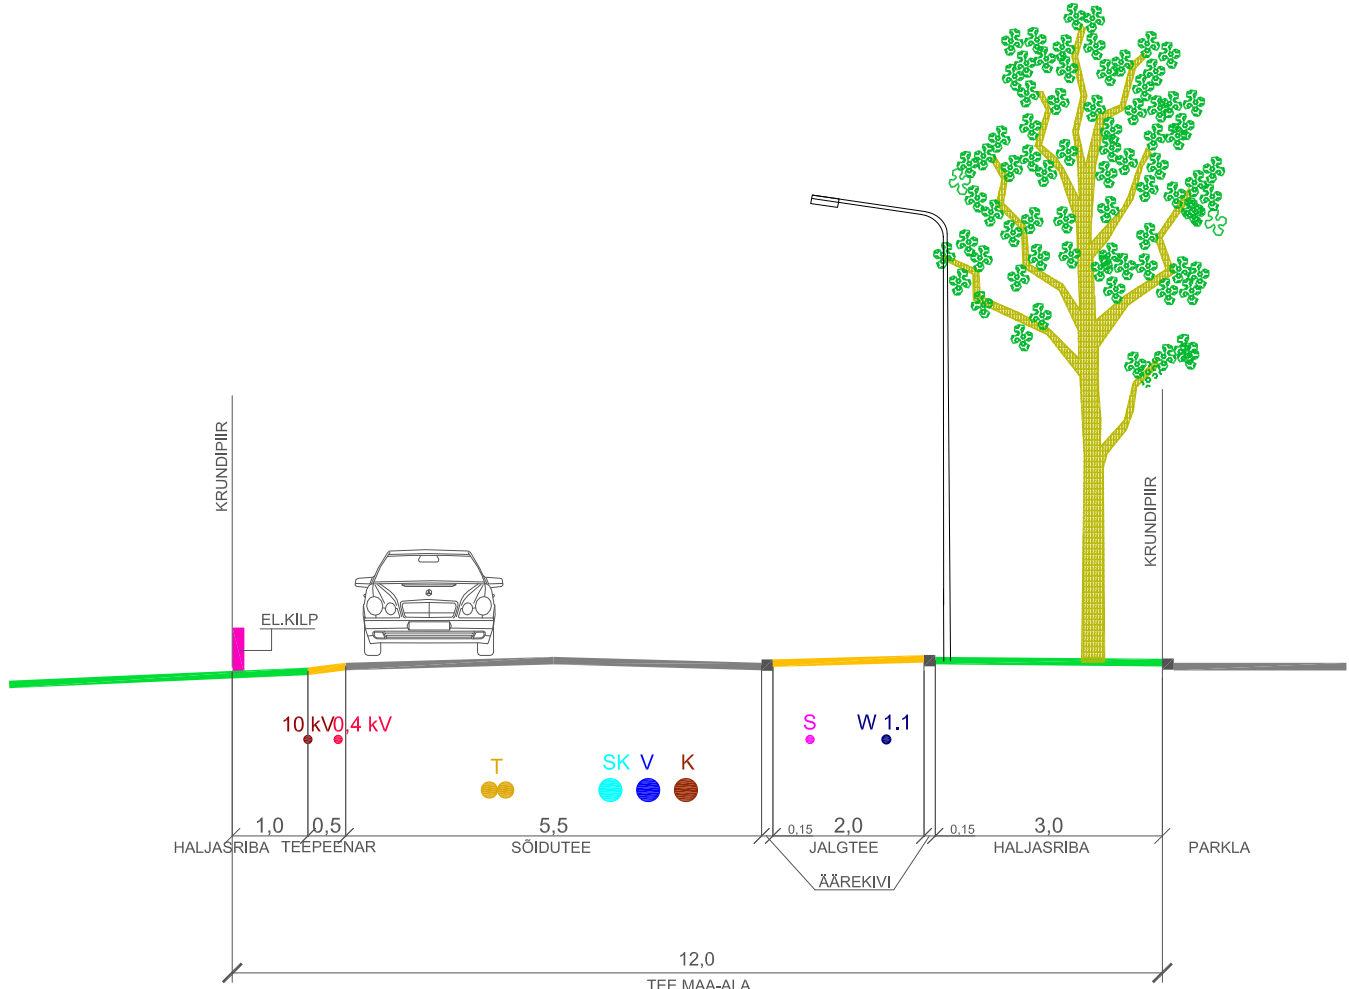 KRUNDIPIIR
KRUNDIPIIR
EL.KILP
10 kV 0,4 kV
S
W 1.1
T
SK V K
1,0 0,5 5,5 0,15 2,0 0,15 3,0
HALJASRIBA TEEPEENAR SÕIDUTEE JALGTEE HALJASRIBA PARKLA
ÄÄREKIVI
12,0
TEE MAA-ALA